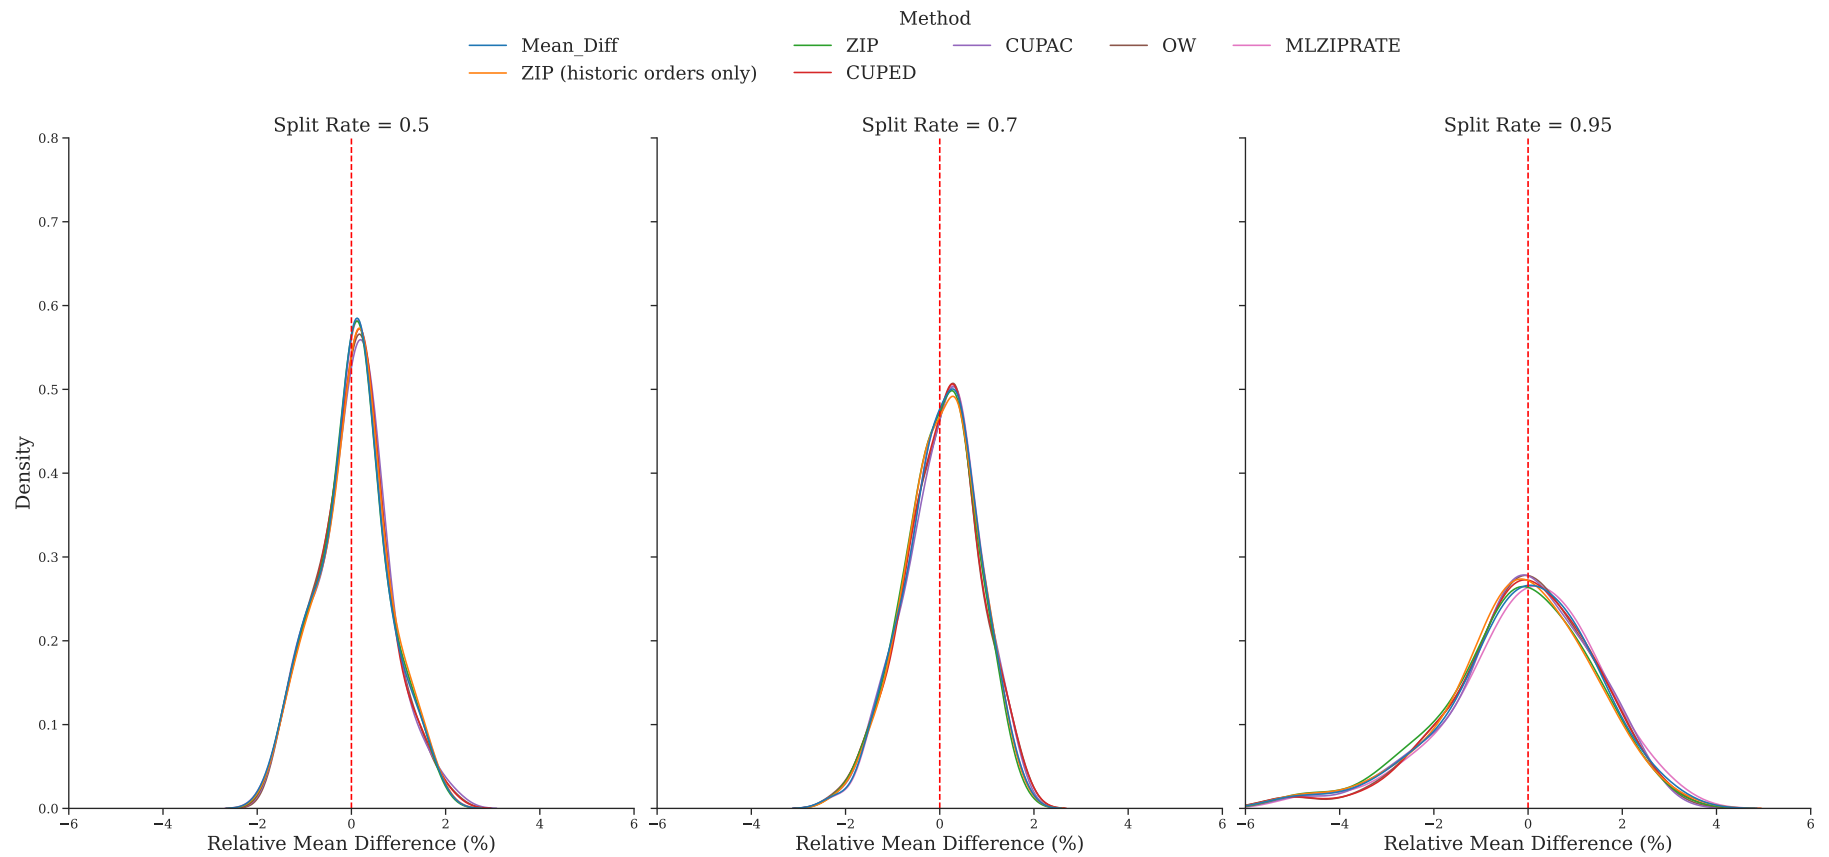 Method
Mean_Diff ZIP CUPAC OW MLZIPRATE
ZIP (historic orders only) CUPED
Split Rate = 0.5 Split Rate = 0.7 Split Rate = 0.95
0.8
0.7
0.6
0.5
0.4
0.3
0.2
0.1
0.0
Density
−6 −4 −2 0 2 4 6 −6 −4 −2 0 2 4 6 −6 −4 −2 0 2 4 6
Relative Mean Difference (%) Relative Mean Difference (%) Relative Mean Difference (%)